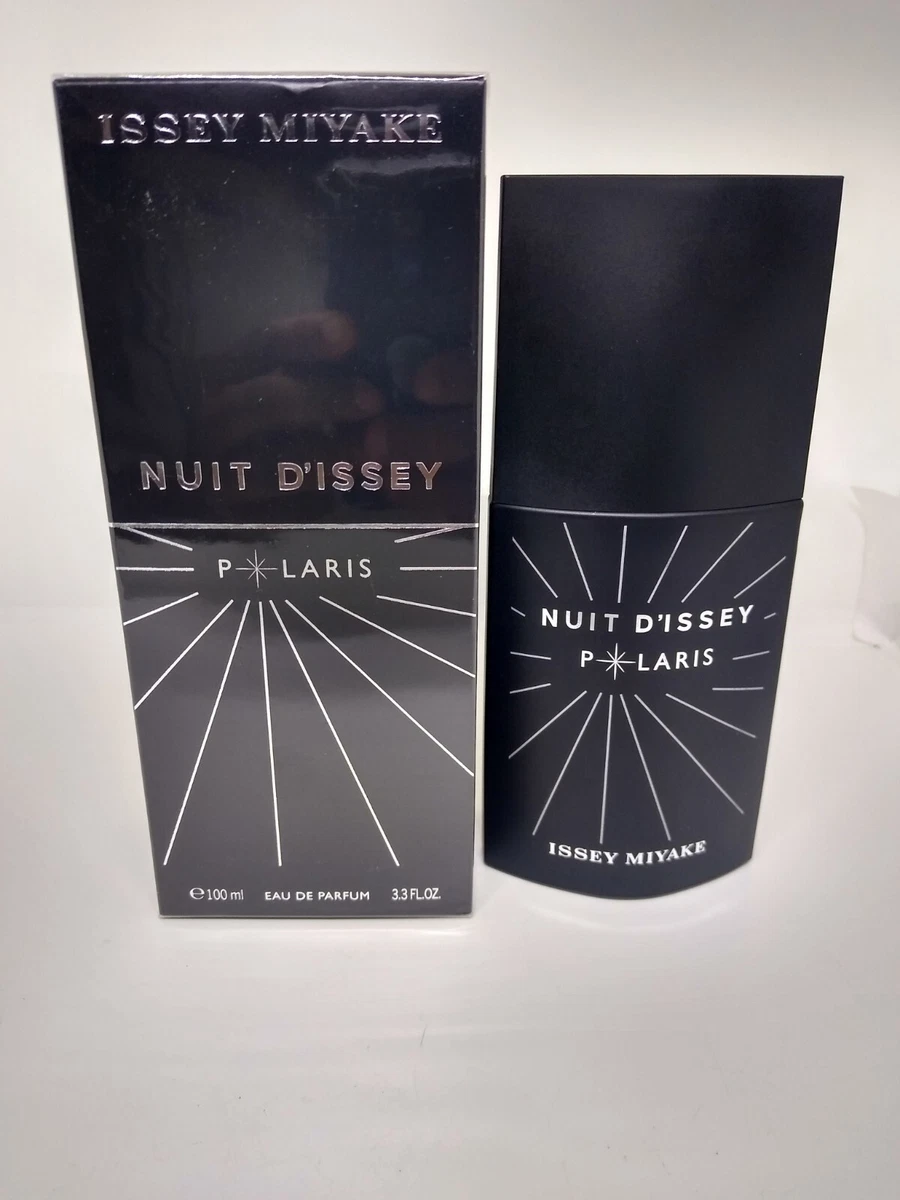 ISSEY MIYAKE
NUIT D'ISSEY
P LARIS
℮100 ml EAU DE PARFUM 3.3 FL.OZ.
NUIT D'ISSEY
P LARIS
ISSEY MIYAKE